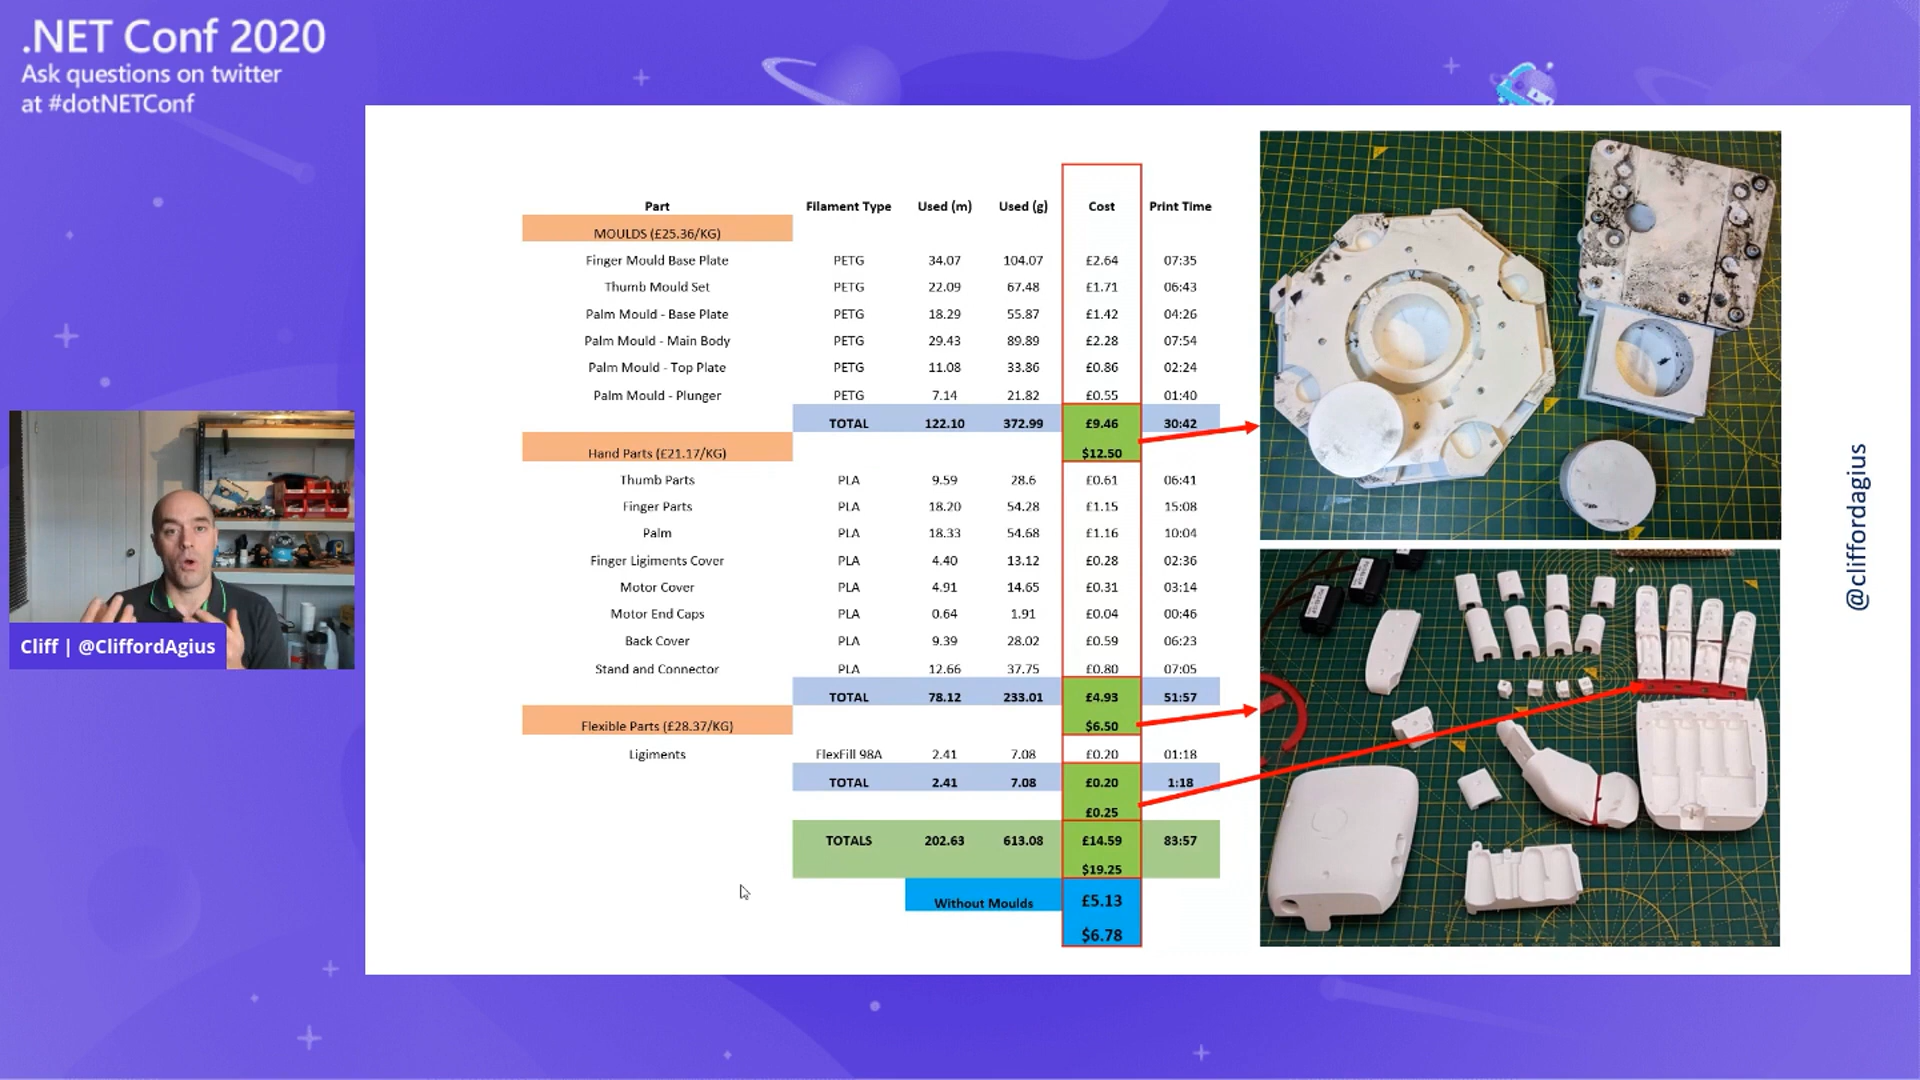 .NET Conf 2020
Ask questions on twitter
at #dotNETConf
Part Filament Type Used (m) Used (g) Cost Print Time
MOULDS (£25.36/KG)
Finger Mould Base Plate PETG 34.07 104.07 £2.64 07:35
Thumb Mould Set PETG 22.09 67.48 £1.71 06:43
Palm Mould - Base Plate PETG 18.29 55.87 £1.42 04:26
Palm Mould - Main Body PETG 29.43 89.89 £2.28 07:54
Palm Mould - Top Plate PETG 11.08 33.86 £0.86 02:24
Palm Mould - Plunger PETG 7.14 21.82 £0.55 01:40
TOTAL 122.10 372.99 £9.46 30:42
Hand Parts (£21.17/KG) $12.50
Thumb Parts PLA 9.59 28.6 £0.61 06:41
Finger Parts PLA 18.20 54.28 £1.15 15:08
Palm PLA 18.33 54.68 £1.16 10:04
Finger Ligiments Cover PLA 4.40 13.12 £0.28 02:36
Motor Cover PLA 4.91 14.65 £0.31 03:14
Motor End Caps PLA 0.64 1.91 £0.04 00:46
Back Cover PLA 9.39 28.02 £0.59 06:23
Stand and Connector PLA 12.66 37.75 £0.80 07:05
TOTAL 78.12 233.01 £4.93 51:57
Flexible Parts (£28.37/KG) $6.50
Ligiments FlexFill 98A 2.41 7.08 £0.20 01:18
TOTAL 2.41 7.08 £0.20 1:18
£0.25
TOTALS 202.63 613.08 £14.59 83:57
$19.25
Without Moulds £5.13
$6.78
@cliffordagius
Cliff | @CliffordAgius